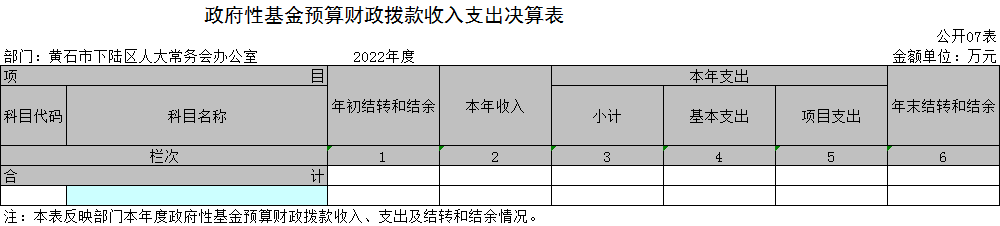 政府性基金预算财政拨款收入支出决算表
公开07表
部门：黄石市下陆区人大常务会办公室 2022年度 金额单位：万元
项 目 年初结转和结余 本年收入 本年支出 年末结转和结余
科目代码 科目名称 小计 基本支出 项目支出
栏次 1 2 3 4 5 6
合 计
注：本表反映部门本年度政府性基金预算财政拨款收入、支出及结转和结余情况。